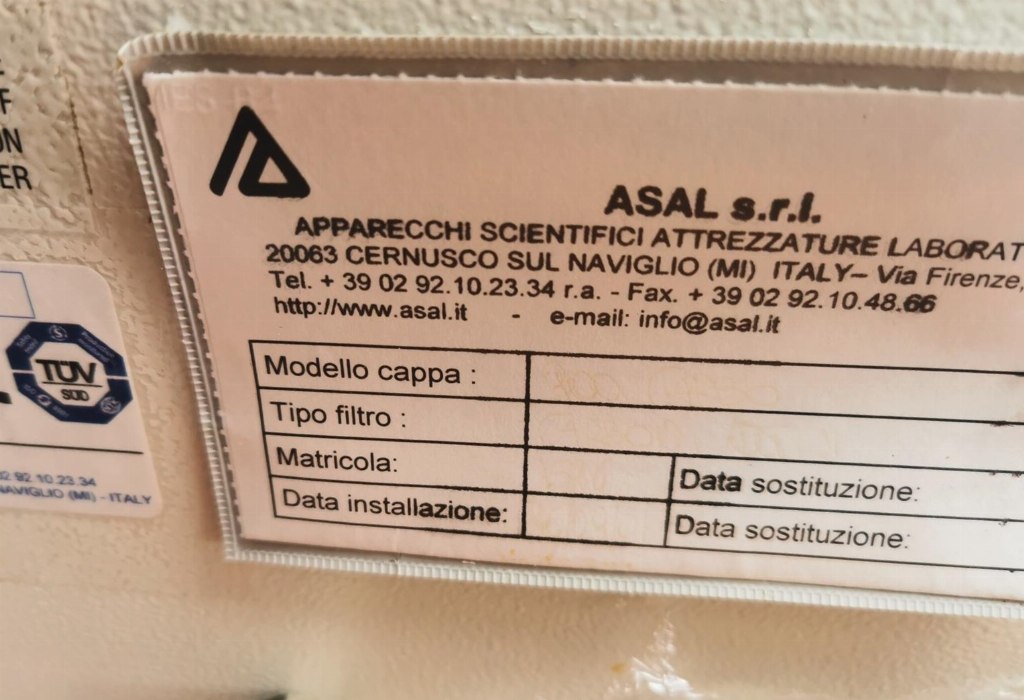 F
ON
ER
ASAL s.r.l.
APPARECCHI SCIENTIFICI ATTREZZATURE LABORAT
20063 CERNUSCO SUL NAVIGLIO (MI) ITALY– Via Firenze,
Tel. + 39 02 92.10.23.34 r.a. - Fax. + 39 02 92.10.48.66
http://www.asal.it - e-mail: info@asal.it
Modello cappa :
Tipo filtro :
Matricola:
Data sostituzione:
Data installazione:
Data sostituzione:
TÜV
SÜD
02 92.10.23.34
NAVIGLIO (MI) - ITALY